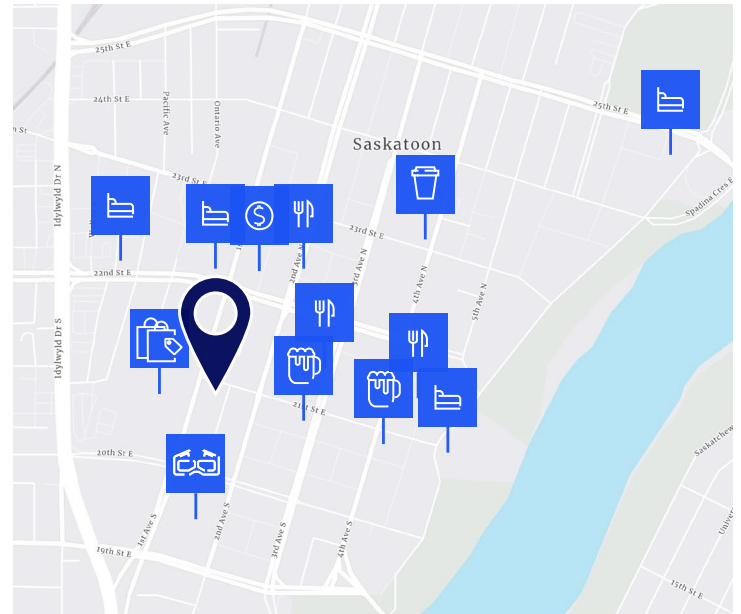 25th St E
25th St E
24th St E
Pacific Ave
Ontario Ave
n St
Saskatoon
Idylwyld Dr N
23rd St E
Spadina Cres E
23rd St E
2nd Ave N
3rd Ave N
4th Ave N
5th Ave N
22nd St E
Idylwyld Dr S
21st St E
20th St E
Saskatchew
1st Ave S
2nd Ave S
3rd Ave S
4th Ave S
Univer
19th St E
15th St E
$